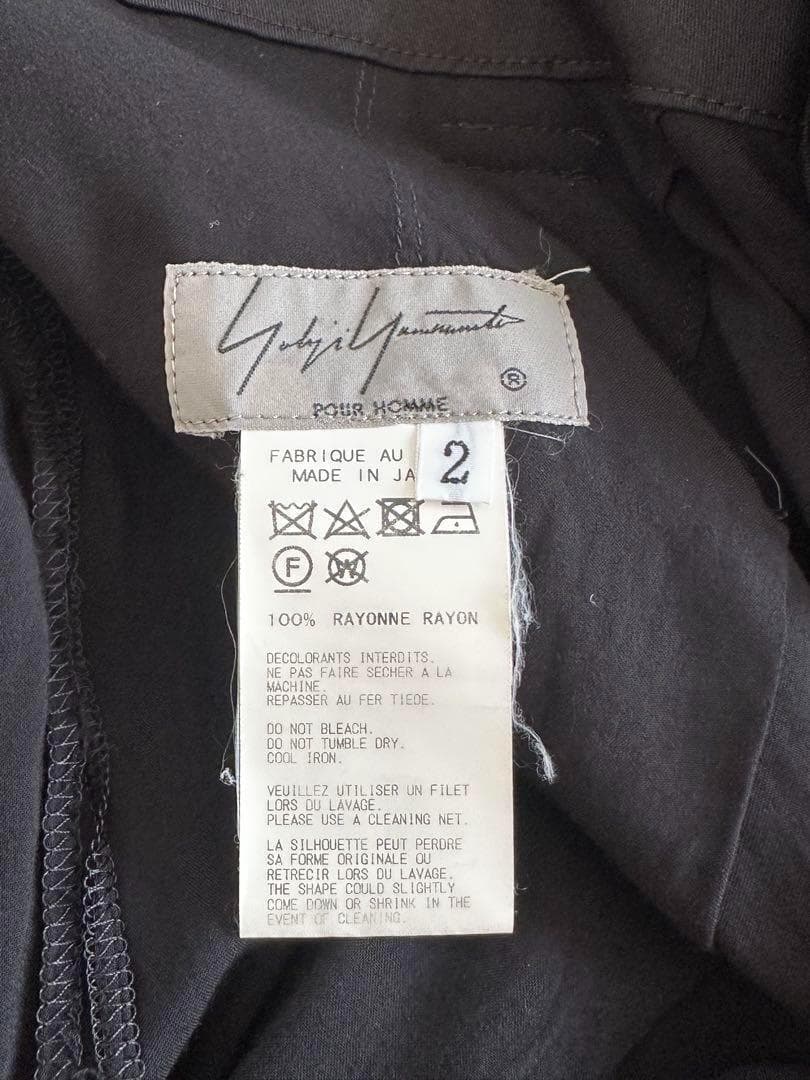 Yohji Yamamoto
®
POUR HOMME
2
FABRIQUE AU
MADE IN JA
F
W
100% RAYONNE RAYON
DECOLORANTS INTERDITS.
NE PAS FAIRE SECHER A LA
MACHINE.
REPASSER AU FER TIEDE.
DO NOT BLEACH.
DO NOT TUMBLE DRY.
COOL IRON.
VEUILLEZ UTILISER UN FILET
LORS DU LAVAGE.
PLEASE USE A CLEANING NET.
LA SILHOUETTE PEUT PERDRE
SA FORME ORIGINALE OU
RETRECIR LORS DU LAVAGE.
THE SHAPE COULD SLIGHTLY
COME DOWN OR SHRINK IN THE
EVENT OF CLEANING.